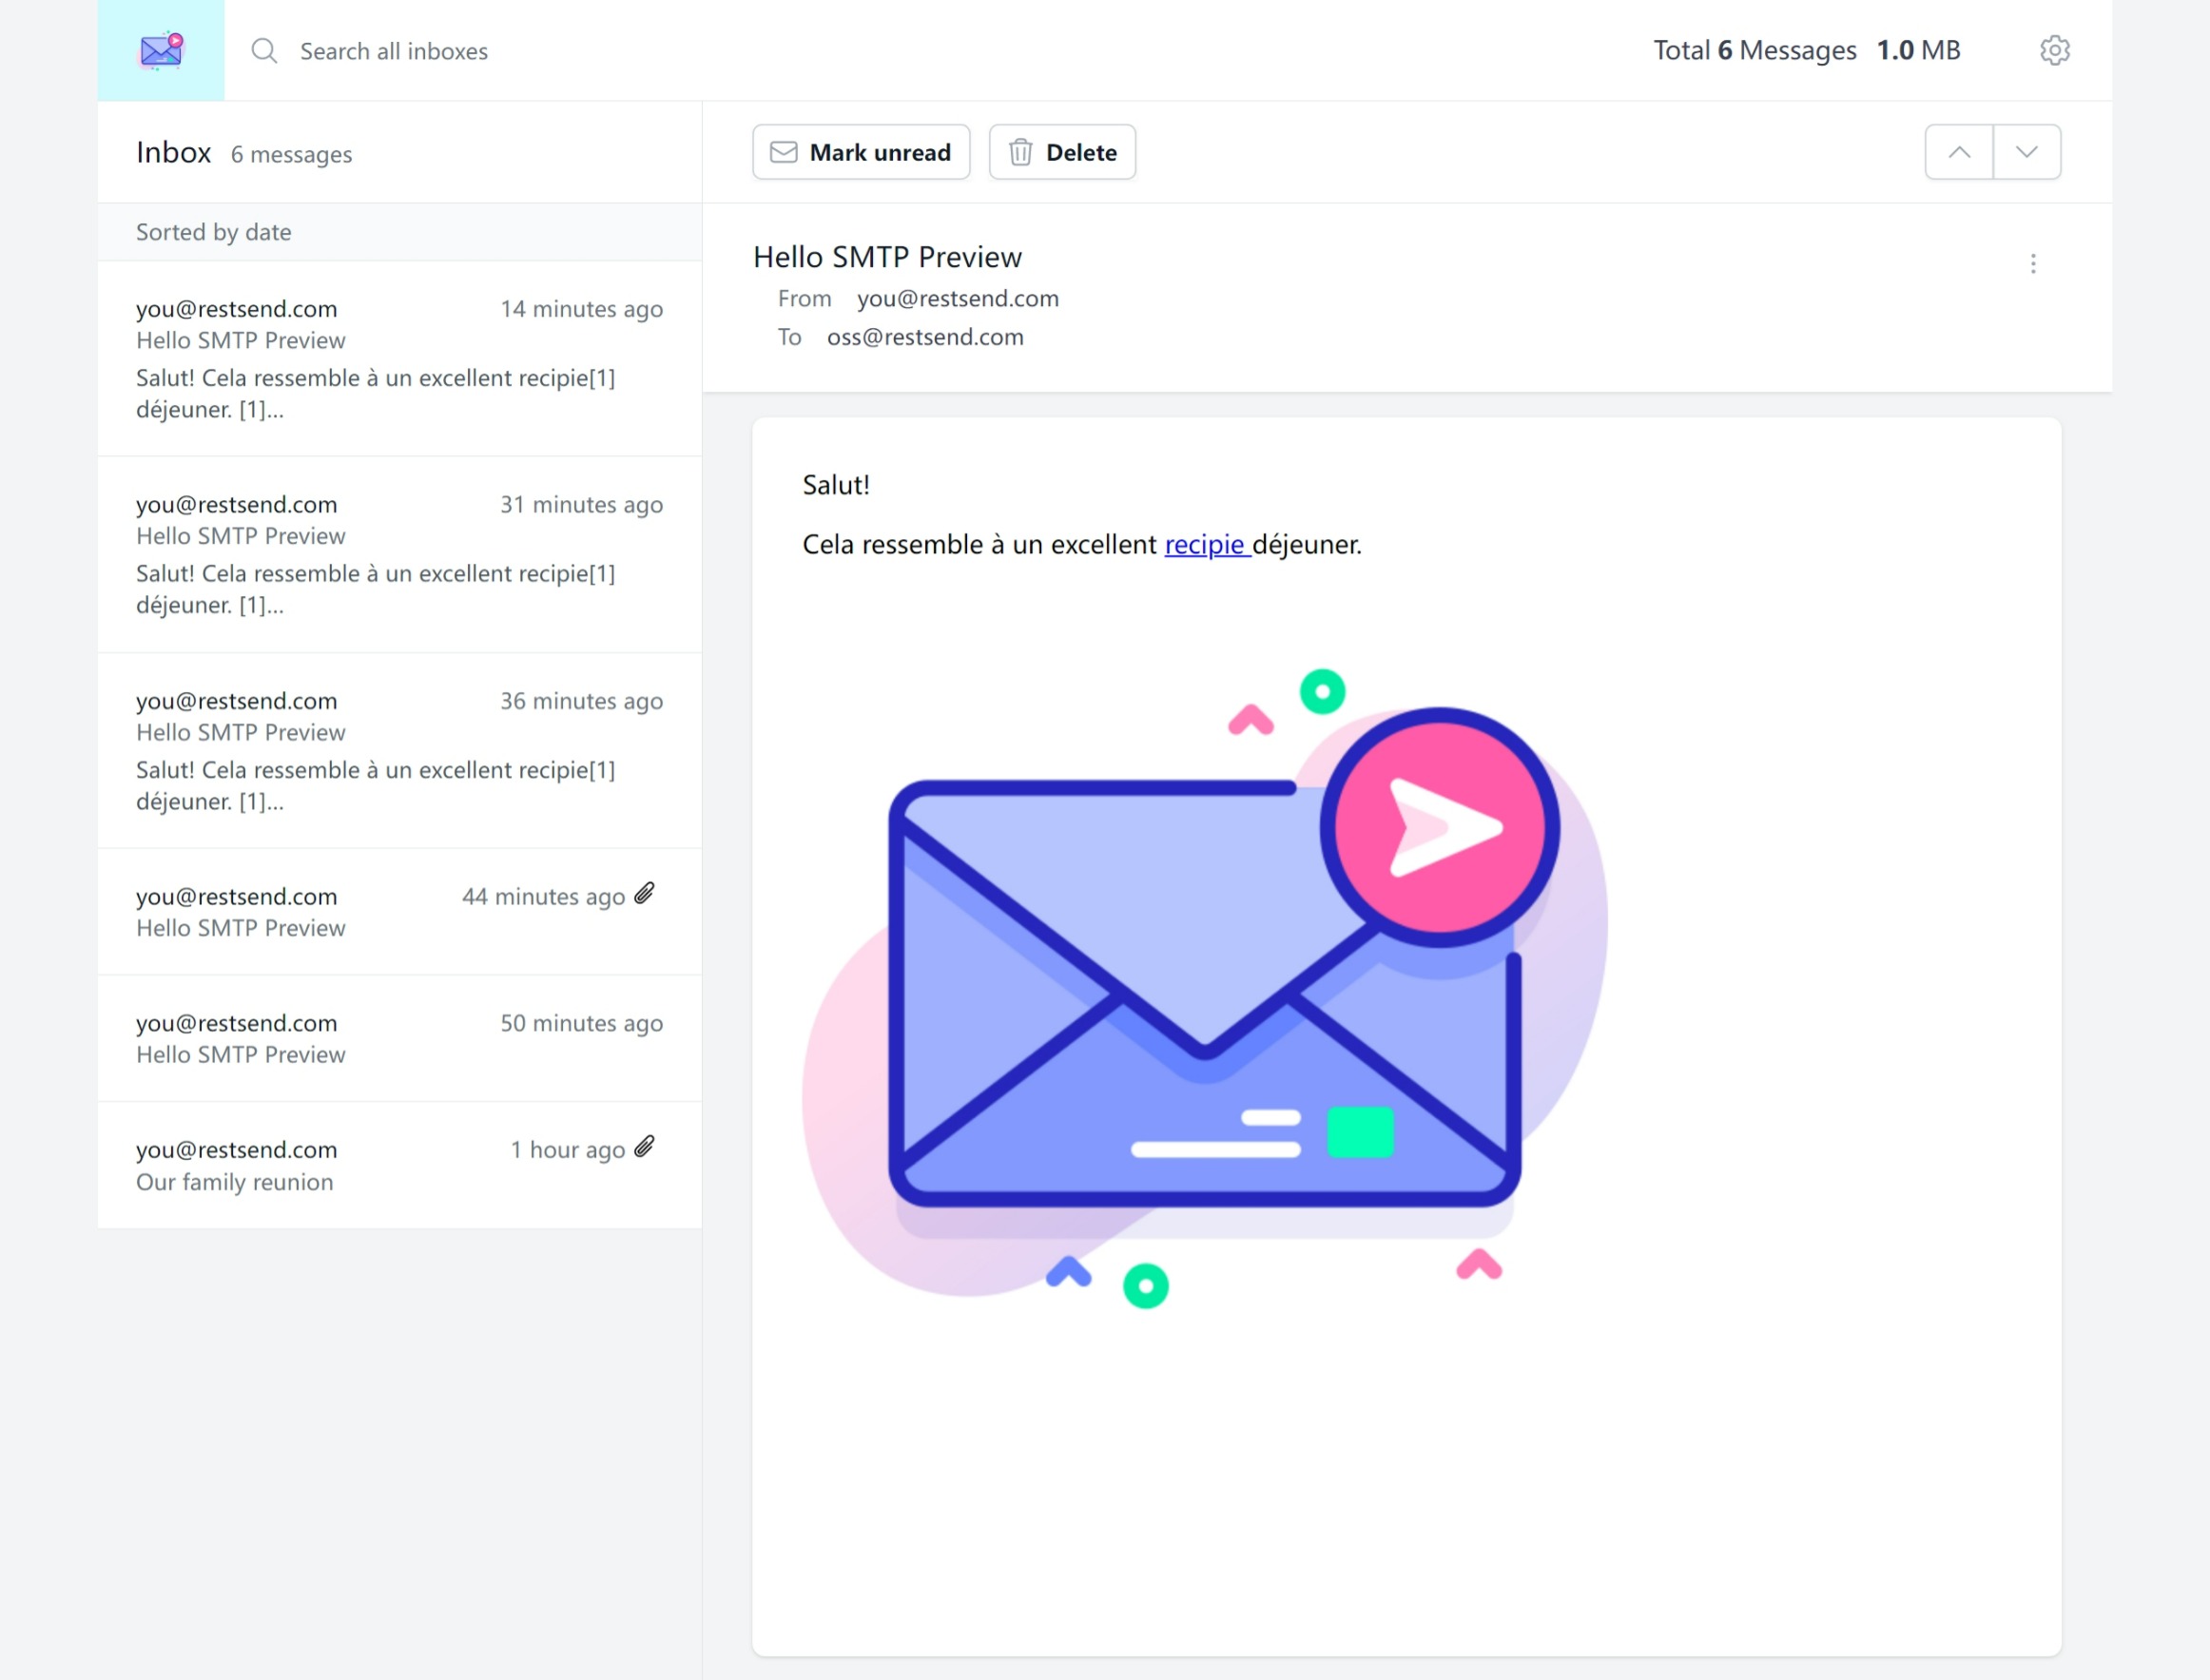 Search all inboxes
Total 6 Messages 1.0 MB
Inbox 6 messages
Sorted by date
you@restsend.com 14 minutes ago
Hello SMTP Preview
Salut! Cela ressemble à un excellent recipie[1]
déjeuner. [1]...
you@restsend.com 31 minutes ago
Hello SMTP Preview
Salut! Cela ressemble à un excellent recipie[1]
déjeuner. [1]...
you@restsend.com 36 minutes ago
Hello SMTP Preview
Salut! Cela ressemble à un excellent recipie[1]
déjeuner. [1]...
you@restsend.com 44 minutes ago
Hello SMTP Preview
you@restsend.com 50 minutes ago
Hello SMTP Preview
you@restsend.com 1 hour ago
Our family reunion
Mark unread Delete
Hello SMTP Preview
From you@restsend.com
To oss@restsend.com
Salut!
Cela ressemble à un excellent recipie déjeuner.